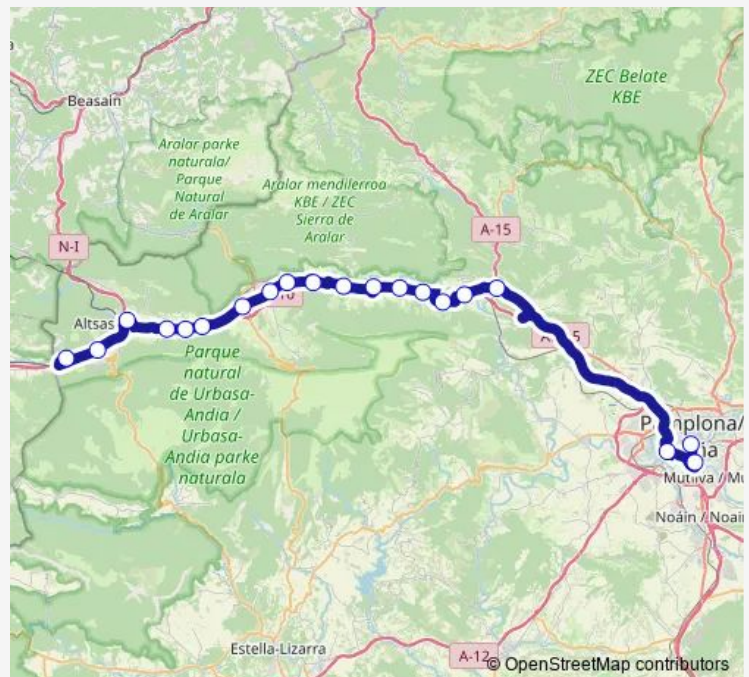 ZEC Belate
KBE
Beasain
Aralar parke
naturala/
Parque
Natural
de Aralar
Aralar mendilerroa
KBE / ZEC
Sierra de
Aralar
A-15
N-I
Altsas
Parque
natural
de Urbasa-
Andia /
Urbasa-
Andia parke
naturala
Noáin / Noain
Estella-Lizarra
A-12
© OpenStreetMap contributors